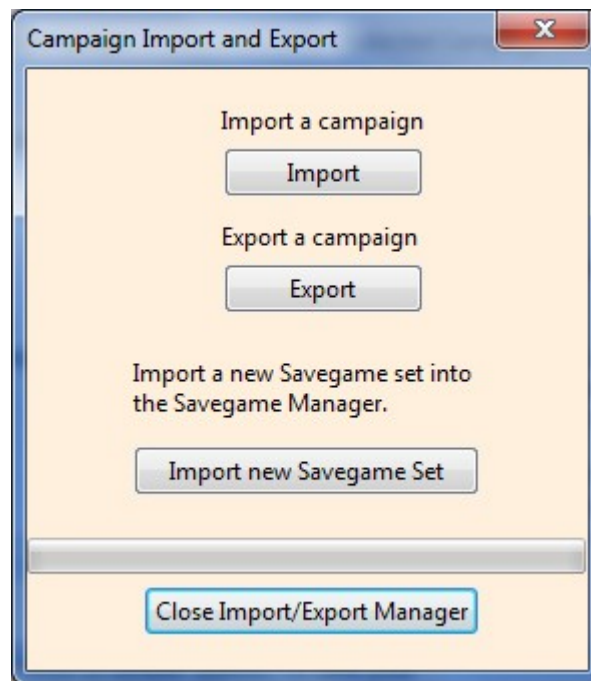 Campaign Import and Export
Import a campaign
Import
Export a campaign
Export
Import a new Savegame set into
the Savegame Manager.
Import new Savegame Set
Close Import/Export Manager